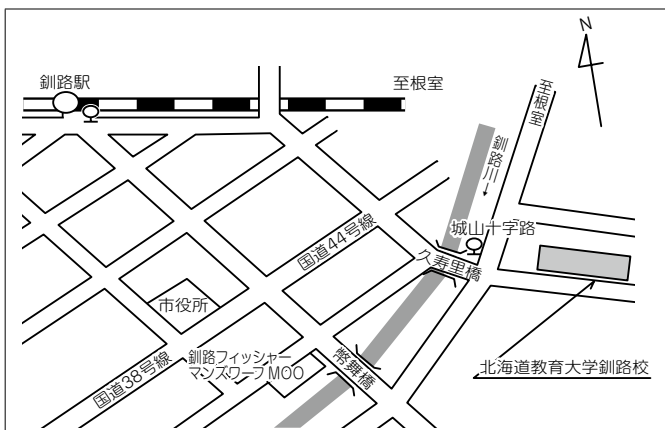 釧路駅
至根室
至根室
釧路川→
城山十字路
久寿里橋
国道44号線
市役所
国道38号線
釧路フィッシャー
マンズワーフMOO
幣舞橋
北海道教育大学釧路校
N